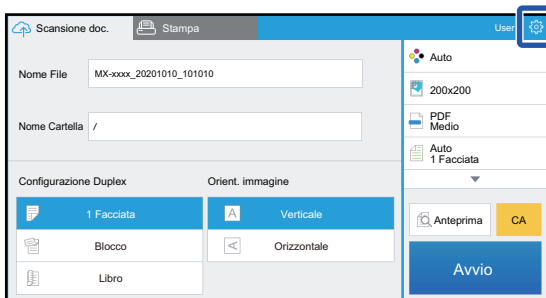 Scansione doc.
Stampa
User
Nome File
MX-xxxx_20201010_101010
Nome Cartella
/
Configurazione Duplex
Orient. immagine
1 Facciata
Blocco
Libro
A
Verticale
A
Orizzontale
Auto
200x200
PDF
Medio
Auto
1 Facciata
Anteprima
CA
Avvio